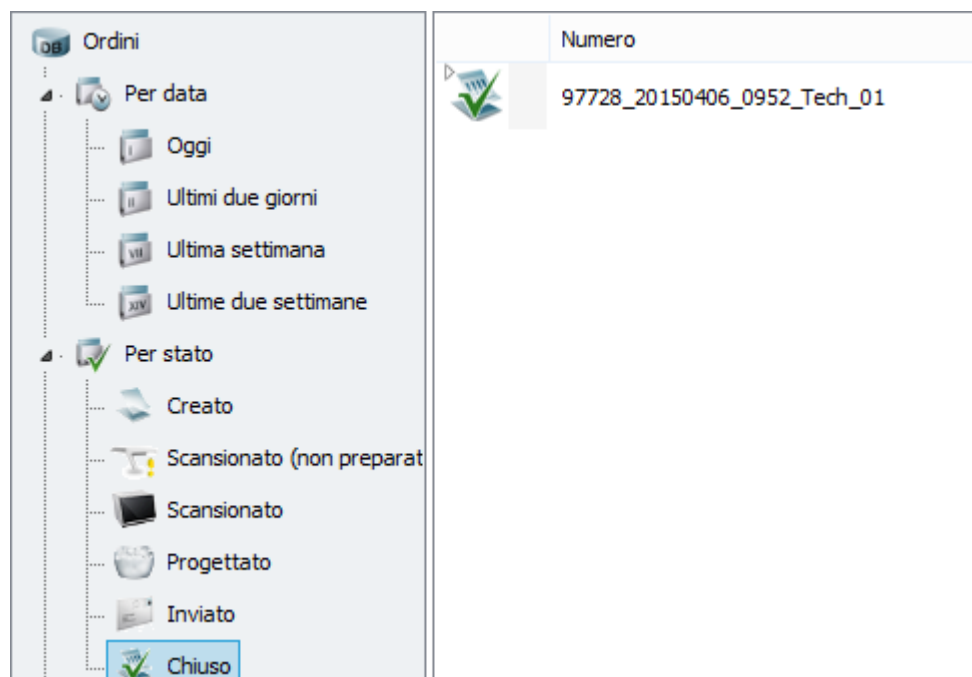 Ordini
Per data
Oggi
Ultimi due giorni
Ultima settimana
Ultime due settimane
Per stato
Creato
Scansionato (non preparat
Scansionato
Progettato
Inviato
Chiuso
Numero
97728_20150406_0952_Tech_01